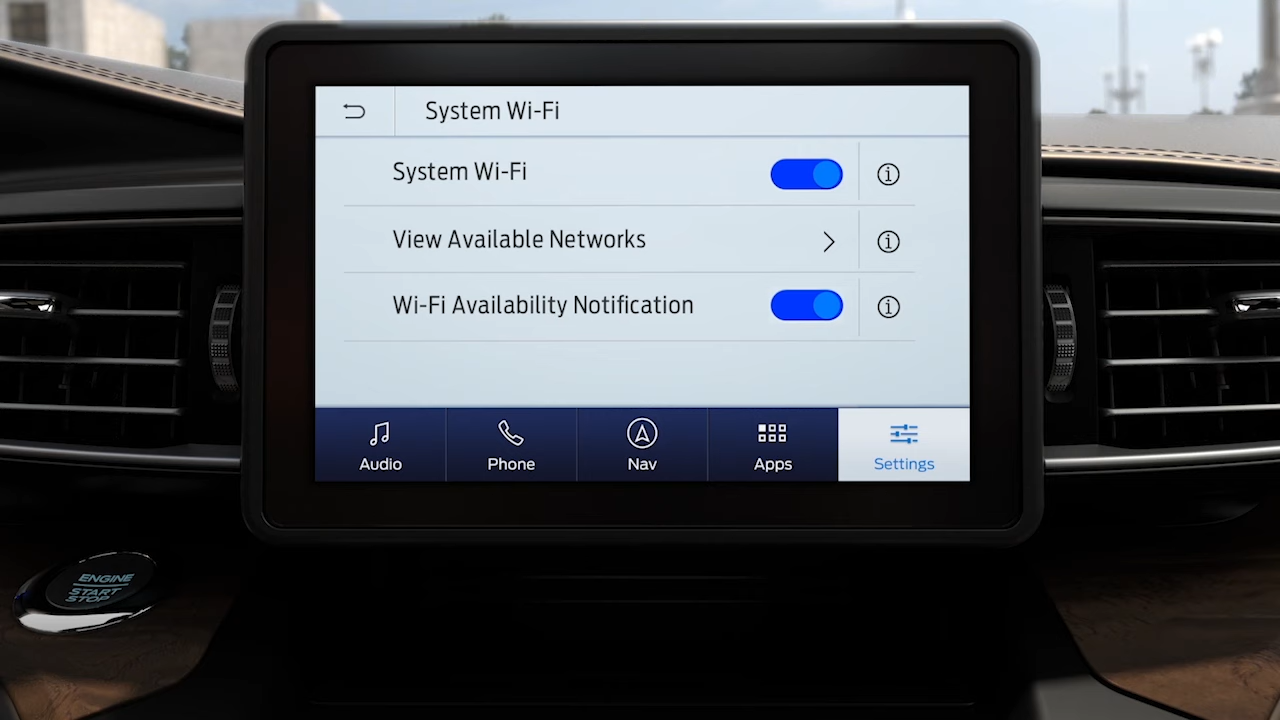 System Wi-Fi
System Wi-Fi
View Available Networks
Wi-Fi Availability Notification
Audio
Phone
Nav
Apps
Settings
ENGINE
START
STOP